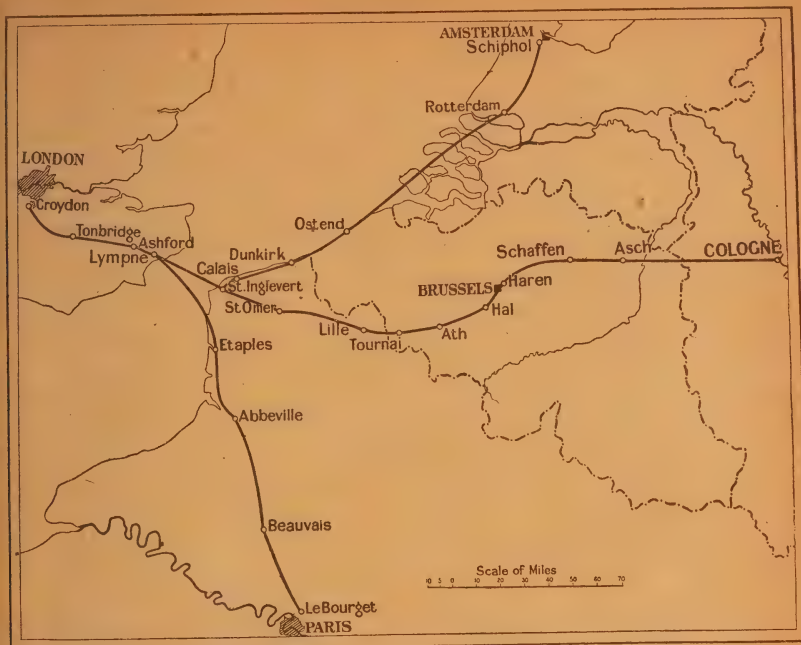 AMSTERDAM
Schiphol
Rotterdam
LONDON
Croydon
Tonbridge
Ashford
Lympne
Ostend
Dunkirk
Calais
St.Inglevert
St.Omer
Schaffen
Asch
COLOGNE
BRUSSELS
Haren
Hal
Lille
Tournai
Ath
Etaples
Abbeville
Beauvais
Scale of Miles
10 5 0 10 20 30 40 50 60 70
Le Bourget
PARIS